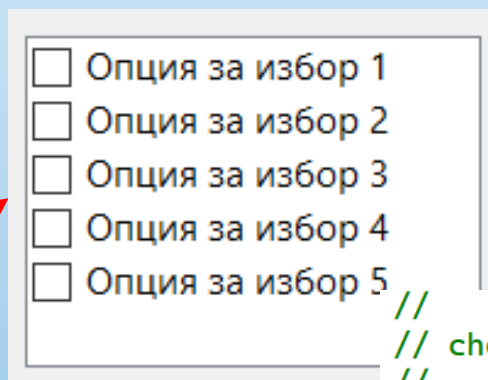 Опция за избор 1
Опция за избор 2
Опция за избор 3
Опция за избор 4
Опция за избор 5
//
// che
//